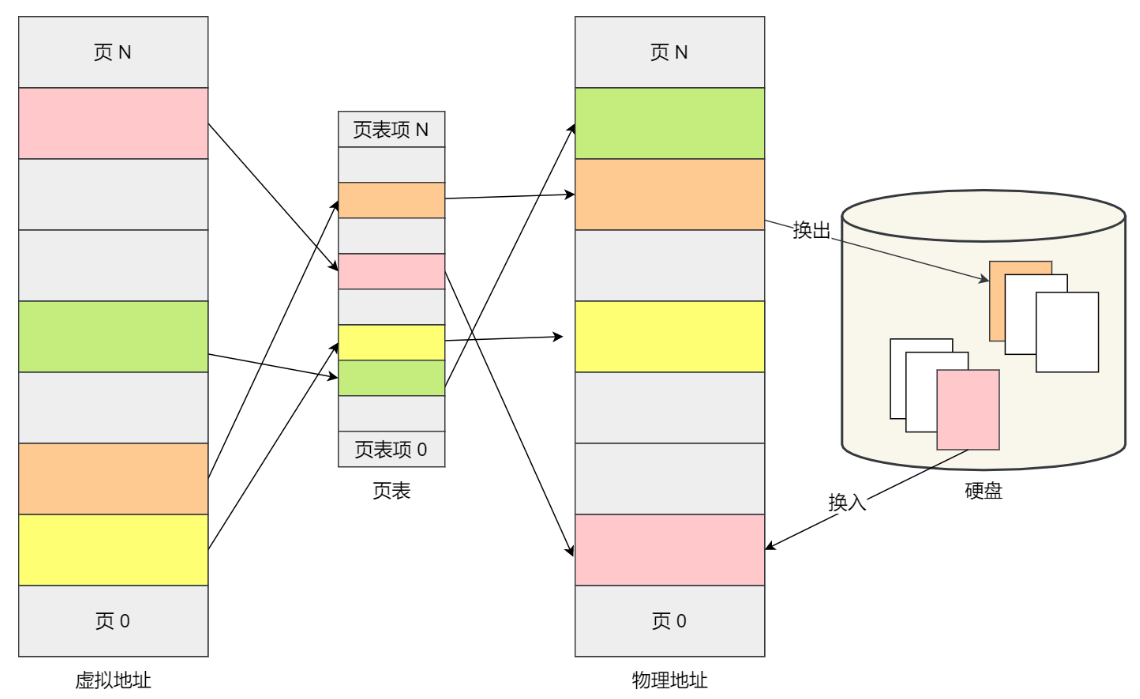 页 N
页 N
页表项 N
换出
页表项 0
页表
硬盘
换入
页 0
页 0
虚拟地址
物理地址